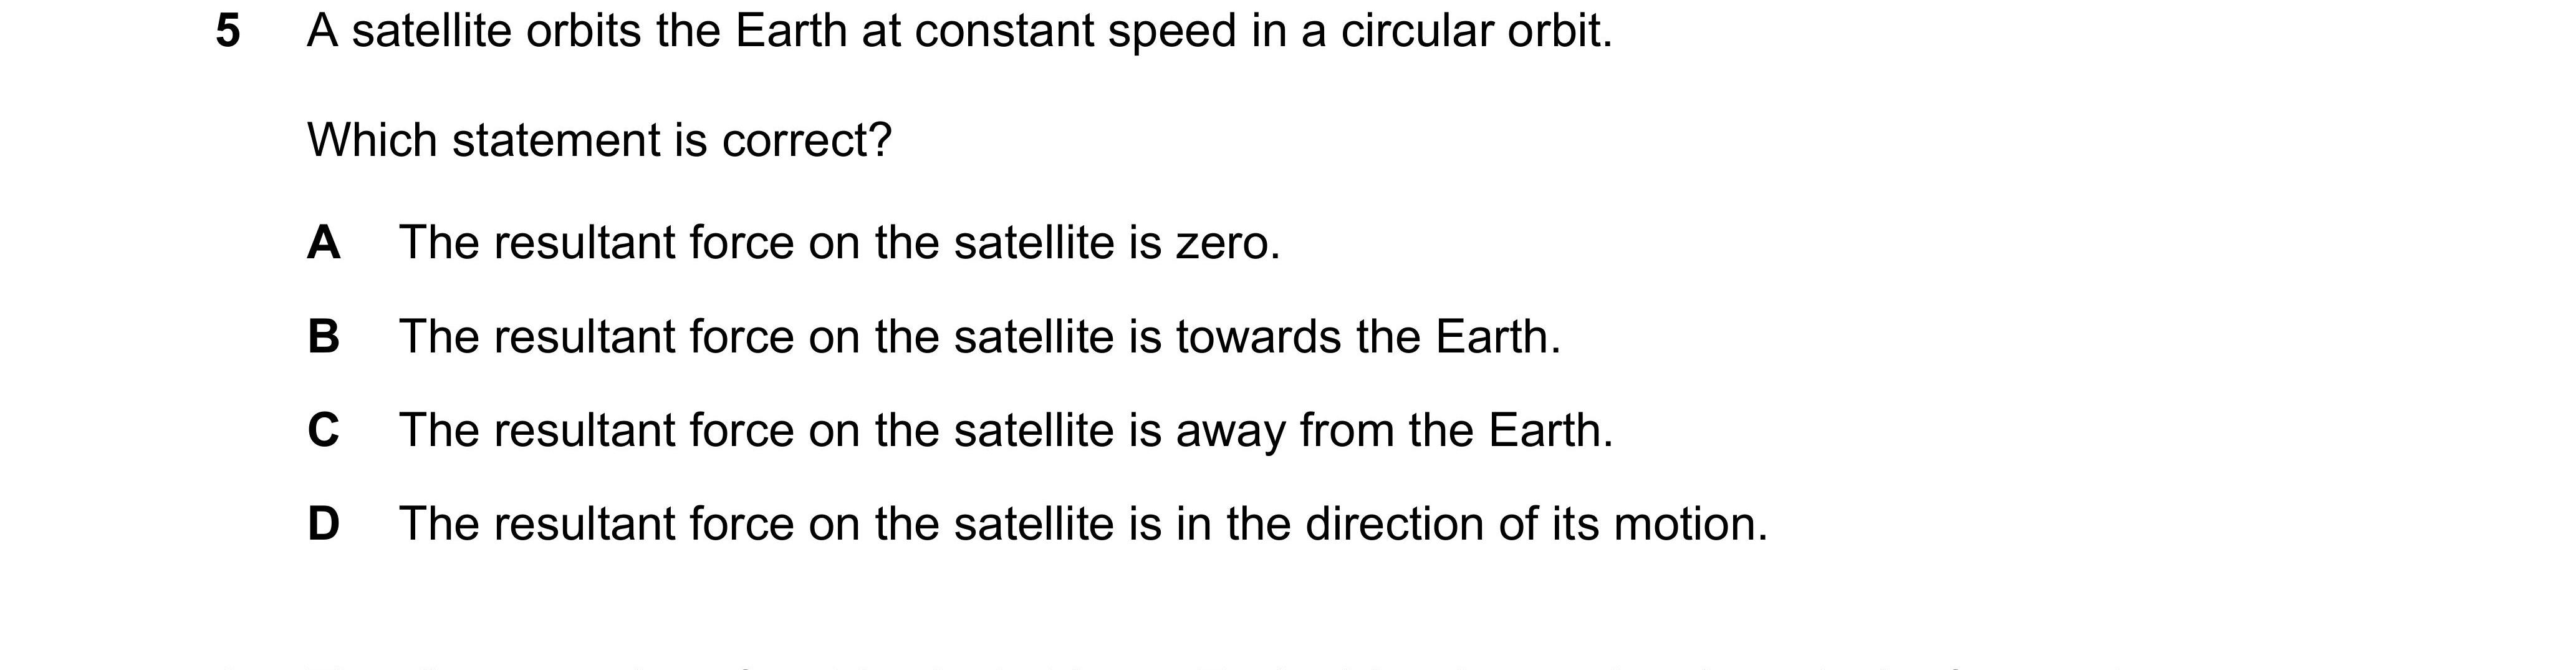 5 A satellite orbits the Earth at constant speed in a circular orbit.
Which statement is correct?
A The resultant force on the satellite is zero.
B The resultant force on the satellite is towards the Earth.
C The resultant force on the satellite is away from the Earth.
D The resultant force on the satellite is in the direction of its motion.